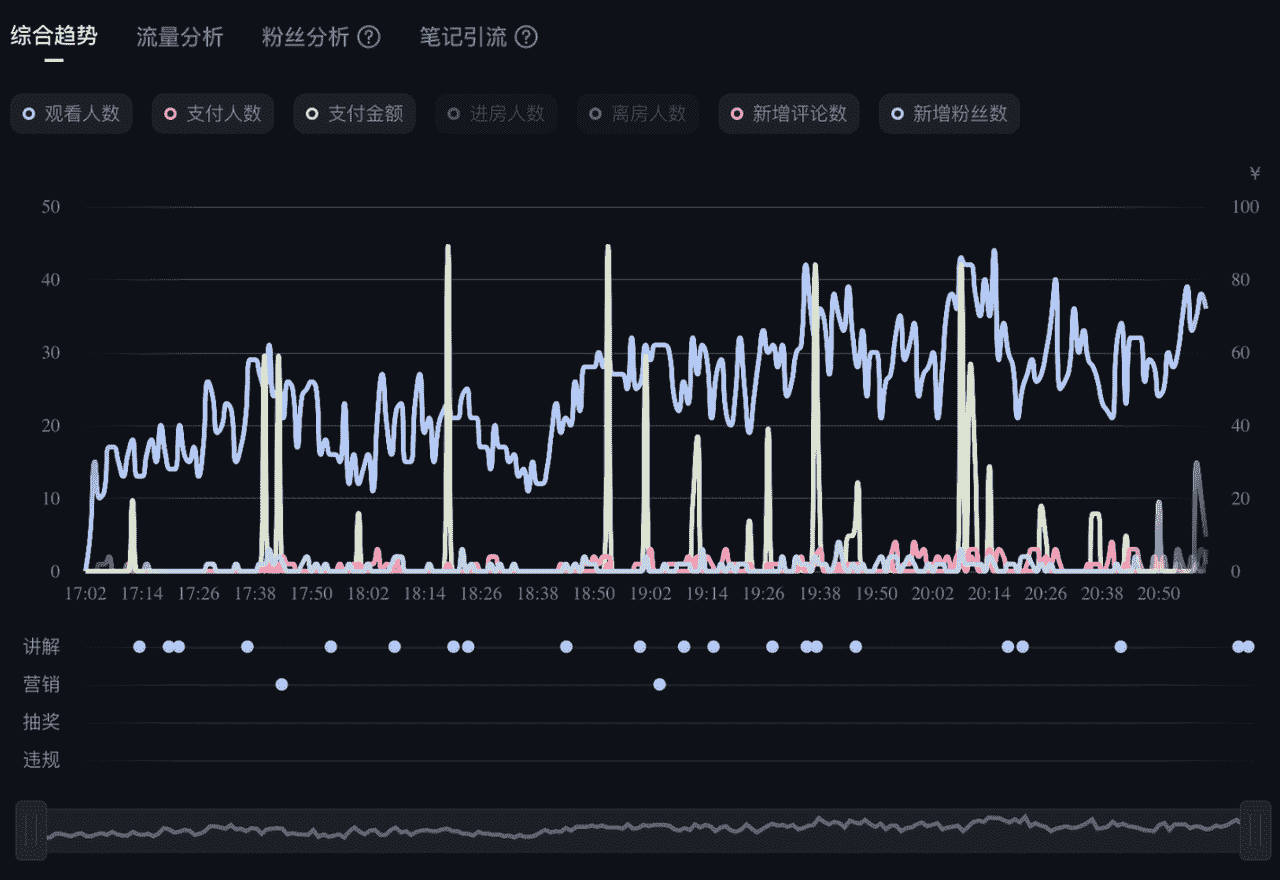 综合趋势 流量分析 粉丝分析 ? 笔记引流 ?
观看人数 支付人数 支付金额 进房人数 离房人数 新增评论数 新增粉丝数
¥
50 100
40 80
30 60
20 40
10 20
0 0
17:02 17:14 17:26 17:38 17:50 18:02 18:14 18:26 18:38 18:50 19:02 19:14 19:26 19:38 19:50 20:02 20:14 20:26 20:38 20:50
讲解
营销
抽奖
违规